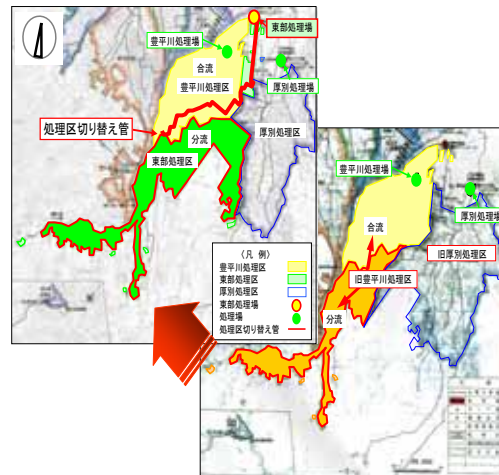 東部処理場
豊平川処理場
合流
豊平川処理区
厚別処理場
処理区切り替え管
分流
厚別処理区
東部処理区
(凡 例)
豊平川処理区
東部処理区
厚別処理区
東部処理場
処理場
処理区切り替え管
豊平川処理場
厚別処理場
合流
旧厚別処理区
旧豊平川処理区
分流